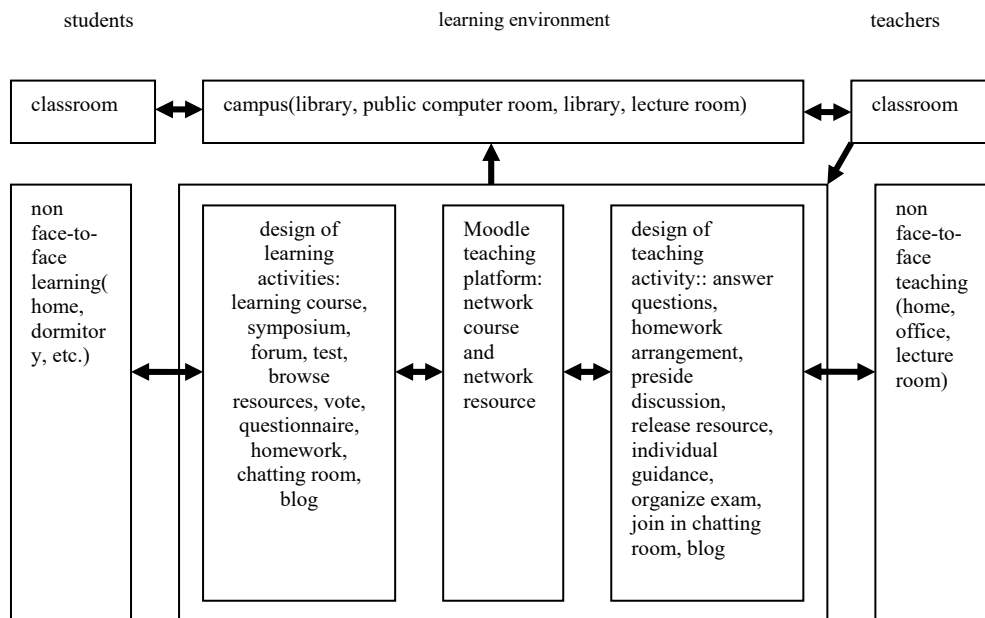 students
learning environment
teachers
classroom
campus(library, public computer room, library, lecture room)
classroom
non
face-to-
face
learning(
home,
dormitor
y, etc.)
design of
learning
activities:
learning course,
symposium,
forum, test,
browse
resources, vote,
questionnaire,
homework,
chatting room,
blog
Moodle
teaching
platform:
network
course
and
network
resource
design of
teaching
activity:: answer
questions,
homework
arrangement,
preside
discussion,
release resource,
individual
guidance,
organize exam,
join in chatting
room, blog
non
face-to-
face
teaching
(home,
office,
lecture
room)